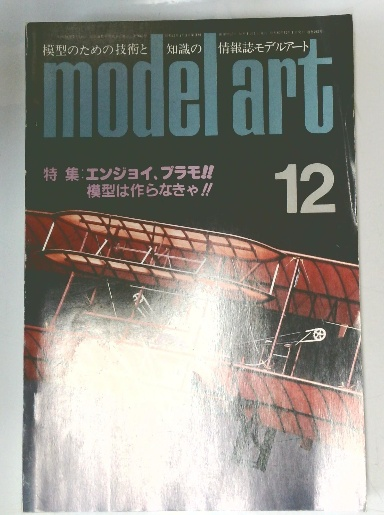 模型のための技術と 知識の 情報誌モデルアート
model art
特 集:エンジョイ、プラモ!!
模型は作らなきゃ!!
12